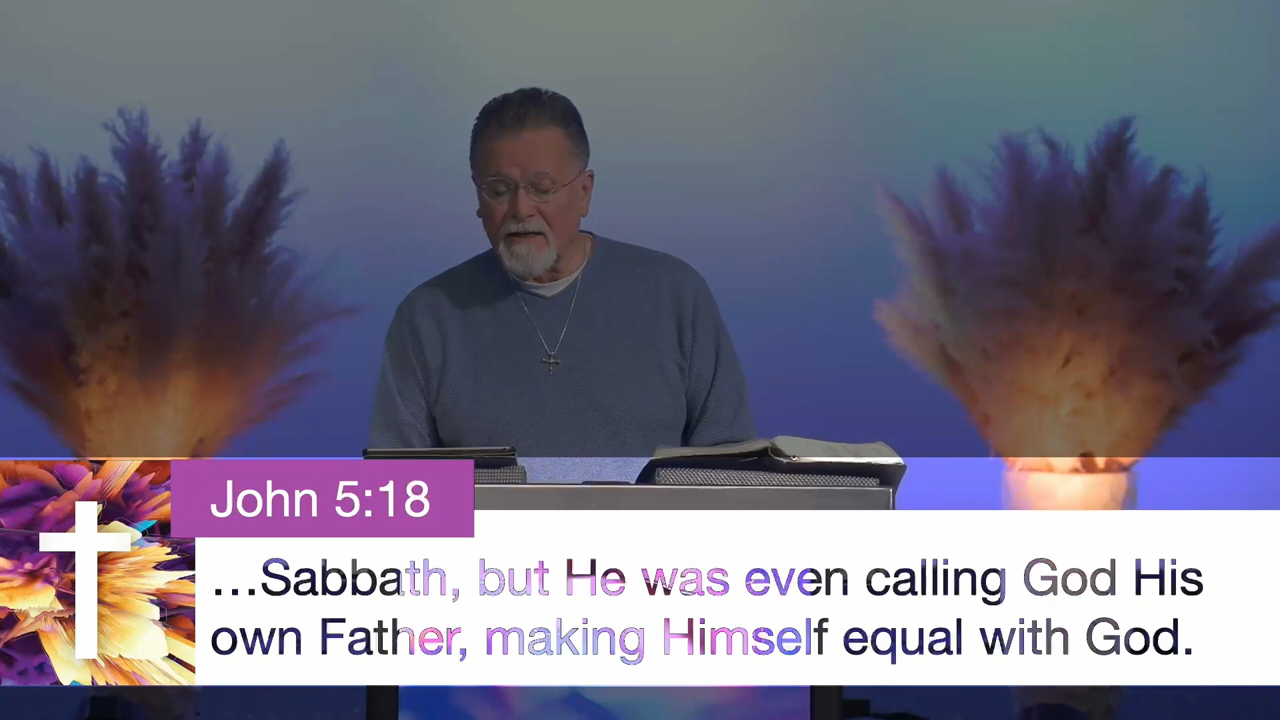 John 5:18
…Sabbath, but He was even calling God His
own Father, making Himself equal with God.